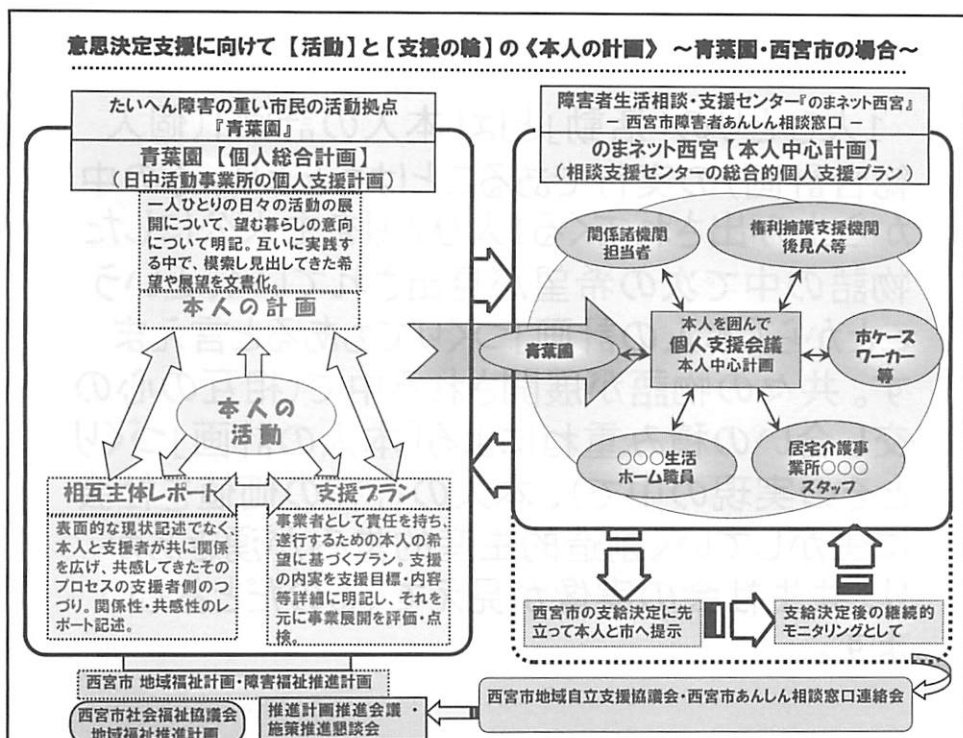 意思決定支援に向けて 【活動】と【支援の輪】の《本人の計画》 ～青葉園・西宮市の場合～
たいへん障害の重い市民の活動拠点
『青葉園』
青葉園 【個人総合計画】
（日中活動事業所の個人支援計画）
一人ひとりの日々の活動の展
開について、望む暮らしの意向
について明記。互いに実践す
る中で、模索し見出してきた希
望や展望を文書化。
本人の計画
本人の
活動
相互主体レポート
表面的な現状記述でなく、
本人と支援者が共に関係
を広げ、共感してきたその
プロセスの支援者側のつ
づり。関係性・共感性のレ
ポート記述。
支援プラン
事業者として責任を持ち、
遂行するための本人の希
望に基づくプラン。支援
の内実を支援目標・内容
等詳細に明記し、それを
元に事業展開を評価・点
検。
障害者生活相談・支援センター『のまネット西宮』
－ 西宮市障害者あんしん相談窓口 －
のまネット西宮 【本人中心計画】
（相談支援センターの総合的個人支援プラン）
関係諸機関
担当者
権利擁護支援機関
後見人等
青葉園
本人を囲んで
個人支援会議
本人中心計画
市ケース
ワーカー
等
○○○生活
ホーム職員
居宅介護事
業所○○○
スタッフ
西宮市の支給決定に先
立って本人と市へ提示
支給決定後の継続的
モニタリングとして
西宮市 地域福祉計画・障害福祉推進計画
西宮市社会福祉協議会
地域福祉推進計画
推進計画推進会議・
施策推進懇談会
西宮市地域自立支援協議会・西宮市あんしん相談窓口連絡会